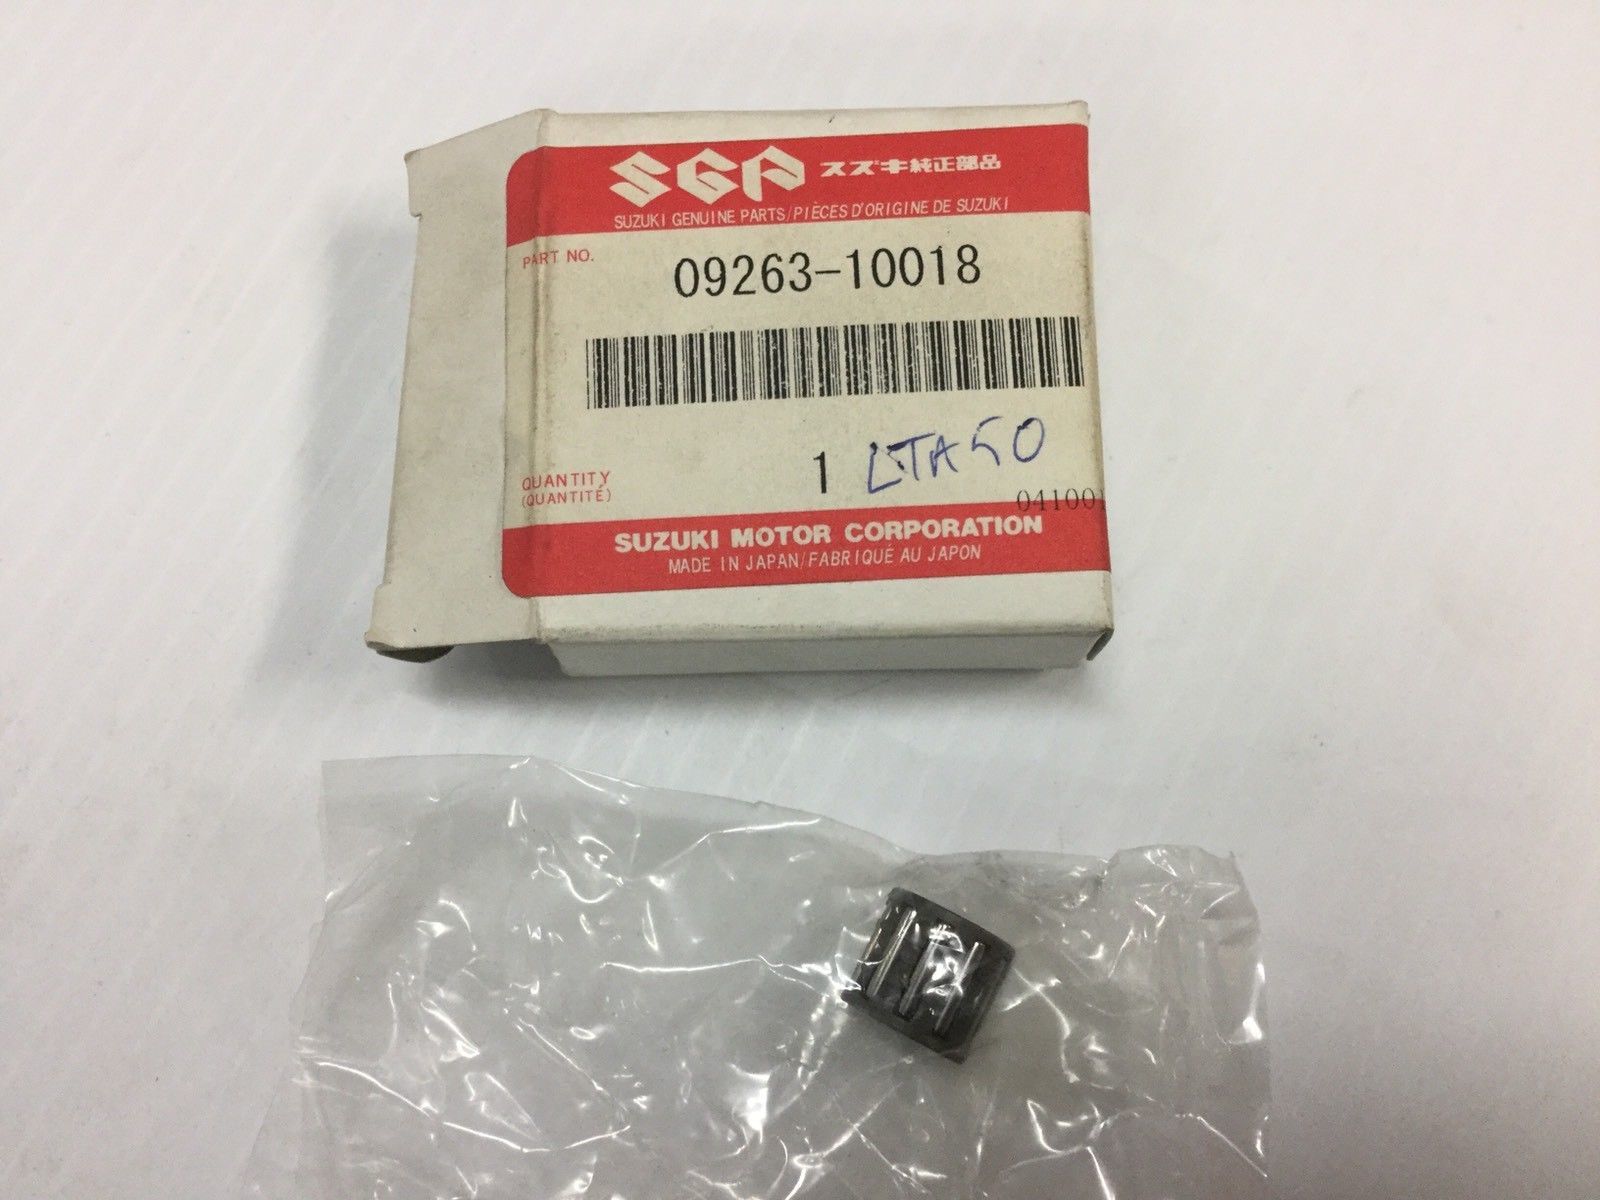 SGP スズキ純正部品
SUZUKI GENUINE PARTS/PIÈCES D'ORIGINE DE SUZUKI
PART NO.
09263-10018
QUANTITY
(QUANTITÉ)
1 LTA50
04100
SUZUKI MOTOR CORPORATION
MADE IN JAPAN/FABRIQUÉ AU JAPON